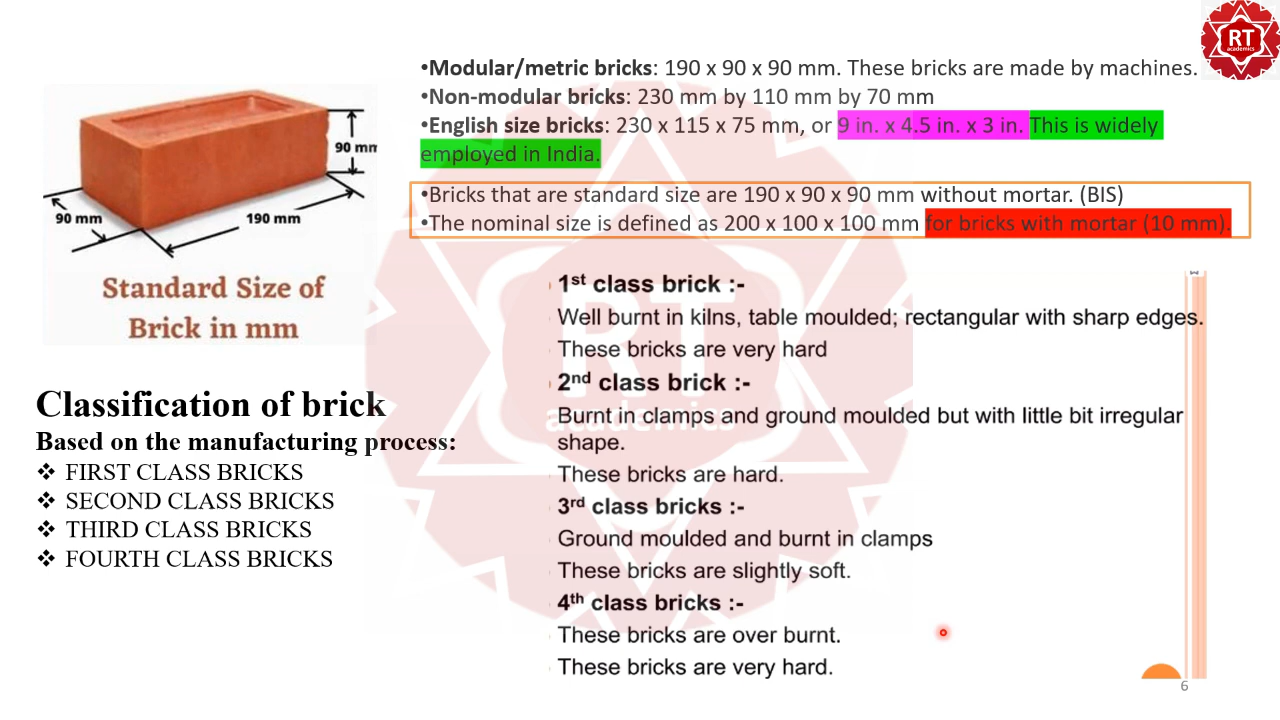 RT
academics
•Modular/metric bricks: 190 x 90 x 90 mm. These bricks are made by machines.
•Non-modular bricks: 230 mm by 110 mm by 70 mm
•English size bricks: 230 x 115 x 75 mm, or 9 in. x 4.5 in. x 3 in. This is widely
employed in India.
•Bricks that are standard size are 190 x 90 x 90 mm without mortar. (BIS)
•The nominal size is defined as 200 x 100 x 100 mm for bricks with mortar (10 mm).
90 mm
90 mm
190 mm
Standard Size of
Brick in mm
Classification of brick
Based on the manufacturing process:
❖ FIRST CLASS BRICKS
❖ SECOND CLASS BRICKS
❖ THIRD CLASS BRICKS
❖ FOURTH CLASS BRICKS
1st class brick :-
Well burnt in kilns, table moulded; rectangular with sharp edges.
These bricks are very hard
2nd class brick :-
Burnt in clamps and ground moulded but with little bit irregular
shape.
These bricks are hard.
3rd class bricks :-
Ground moulded and burnt in clamps
These bricks are slightly soft.
4th class bricks :-
These bricks are over burnt.
These bricks are very hard.
RT
academics
6